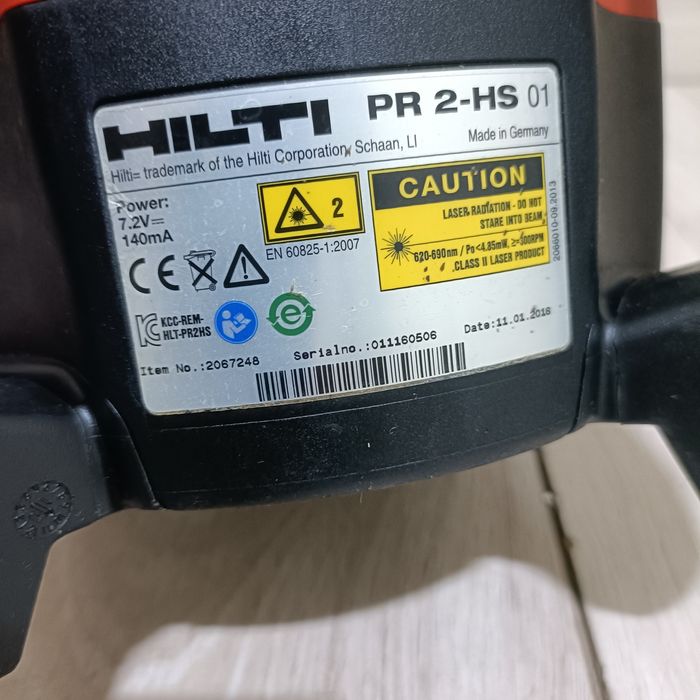 HILTI PR 2-HS 01
Hilti= trademark of the Hilti Corporation, Schaan, LI Made in Germany
Power:
7.2V
140mA
2
EN 60825-1:2007
CAUTION
LASER RADIATION - DO NOT
STARE INTO BEAM
620-690nm / Po<4.85mW, ≥300RPM
CLASS II LASER PRODUCT
2066010-09.2013
CE
KCC-REM-
HLT-PR2HS
e
Item No.:2067248 Serialno.:011160506 Date:11.01.2016